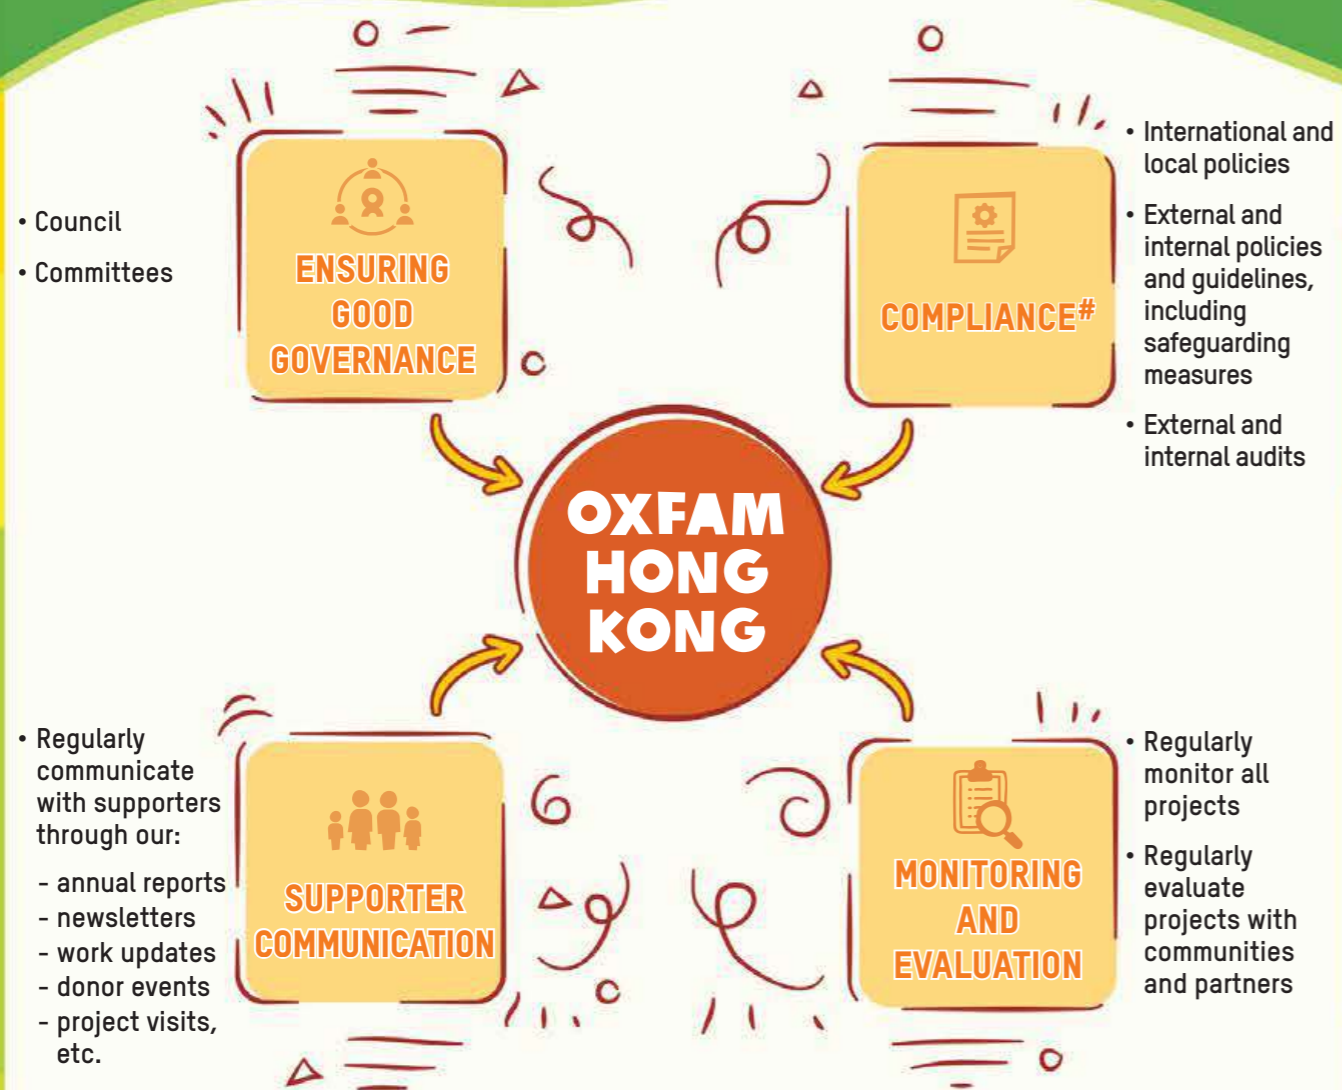 • Council
• Committees
ENSURING
GOOD
GOVERNANCE
COMPLIANCE#
• International and
local policies
• External and
internal policies
and guidelines,
including
safeguarding
measures
• External and
internal audits
OXFAM
HONG
KONG
• Regularly
communicate
with supporters
through our:
- annual reports
- newsletters
- work updates
- donor events
- project visits,
etc.
SUPPORTER
COMMUNICATION
MONITORING
AND
EVALUATION
• Regularly
monitor all
projects
• Regularly
evaluate
projects with
communities
and partners